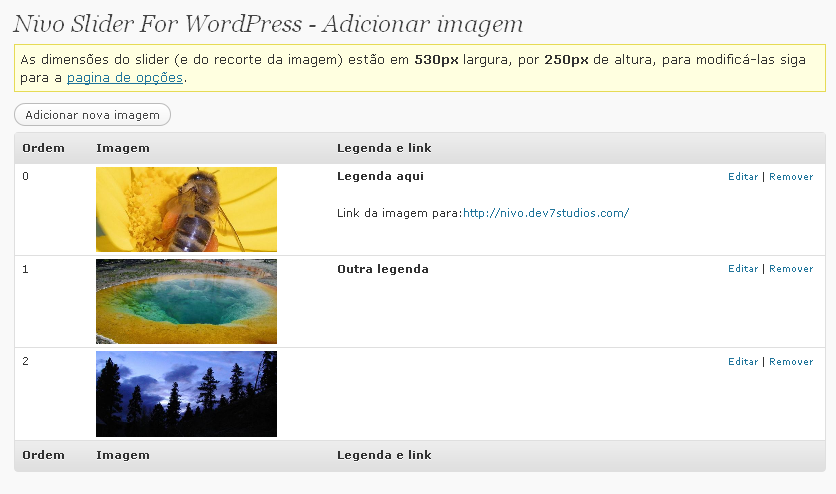 Nivo Slider For WordPress - Adicionar imagem
As dimensões do slider (e do recorte da imagem) estão em 530px largura, por 250px de altura, para modificá-las siga
para a pagina de opções.
Adicionar nova imagem
Ordem Imagem Legenda e link
0 Legenda aqui Editar | Remover
Link da imagem para:http://nivo.dev7studios.com/
1 Outra legenda Editar | Remover
2 Editar | Remover
Ordem Imagem Legenda e link